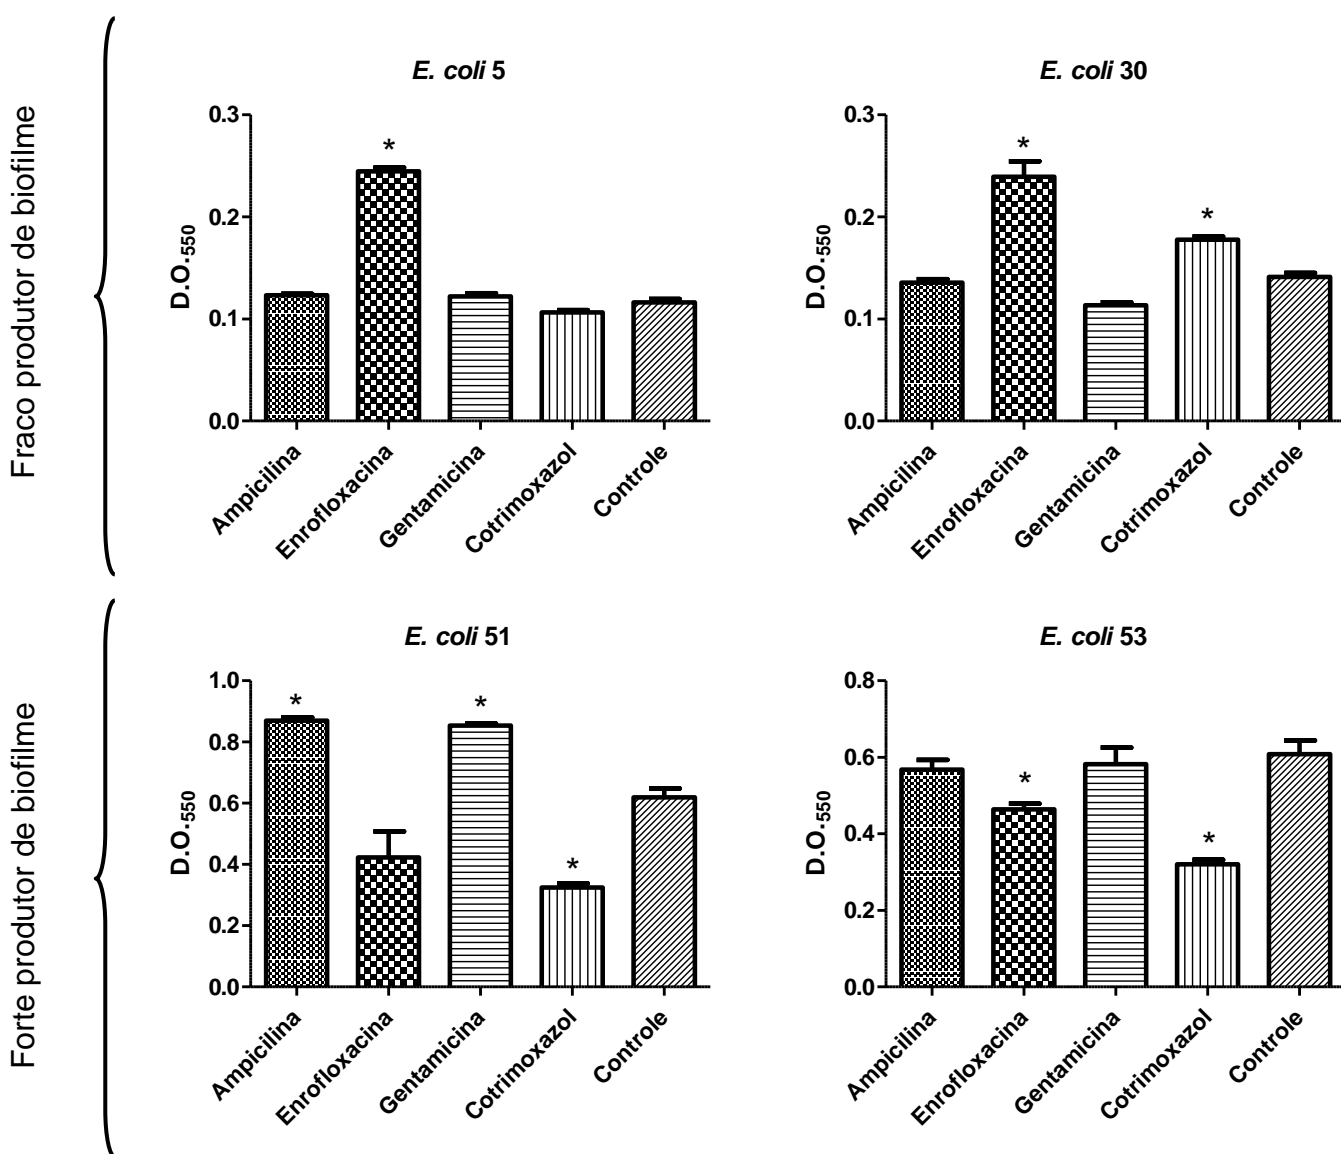 Fraco produtor de biofilme
E. coli 5
D.O.550
0.3
0.2
0.1
0.0
*
Ampicilina
Enrofloxacina
Gentamicina
Cotrimoxazol
Controle
E. coli 30
D.O.550
0.3
0.2
0.1
0.0
*
*
Ampicilina
Enrofloxacina
Gentamicina
Cotrimoxazol
Controle
Forte produtor de biofilme
E. coli 51
D.O.550
1.0
0.8
0.6
0.4
0.2
0.0
*
*
*
Ampicilina
Enrofloxacina
Gentamicina
Cotrimoxazol
Controle
E. coli 53
D.O.550
0.8
0.6
0.4
0.2
0.0
*
*
Ampicilina
Enrofloxacina
Gentamicina
Cotrimoxazol
Controle